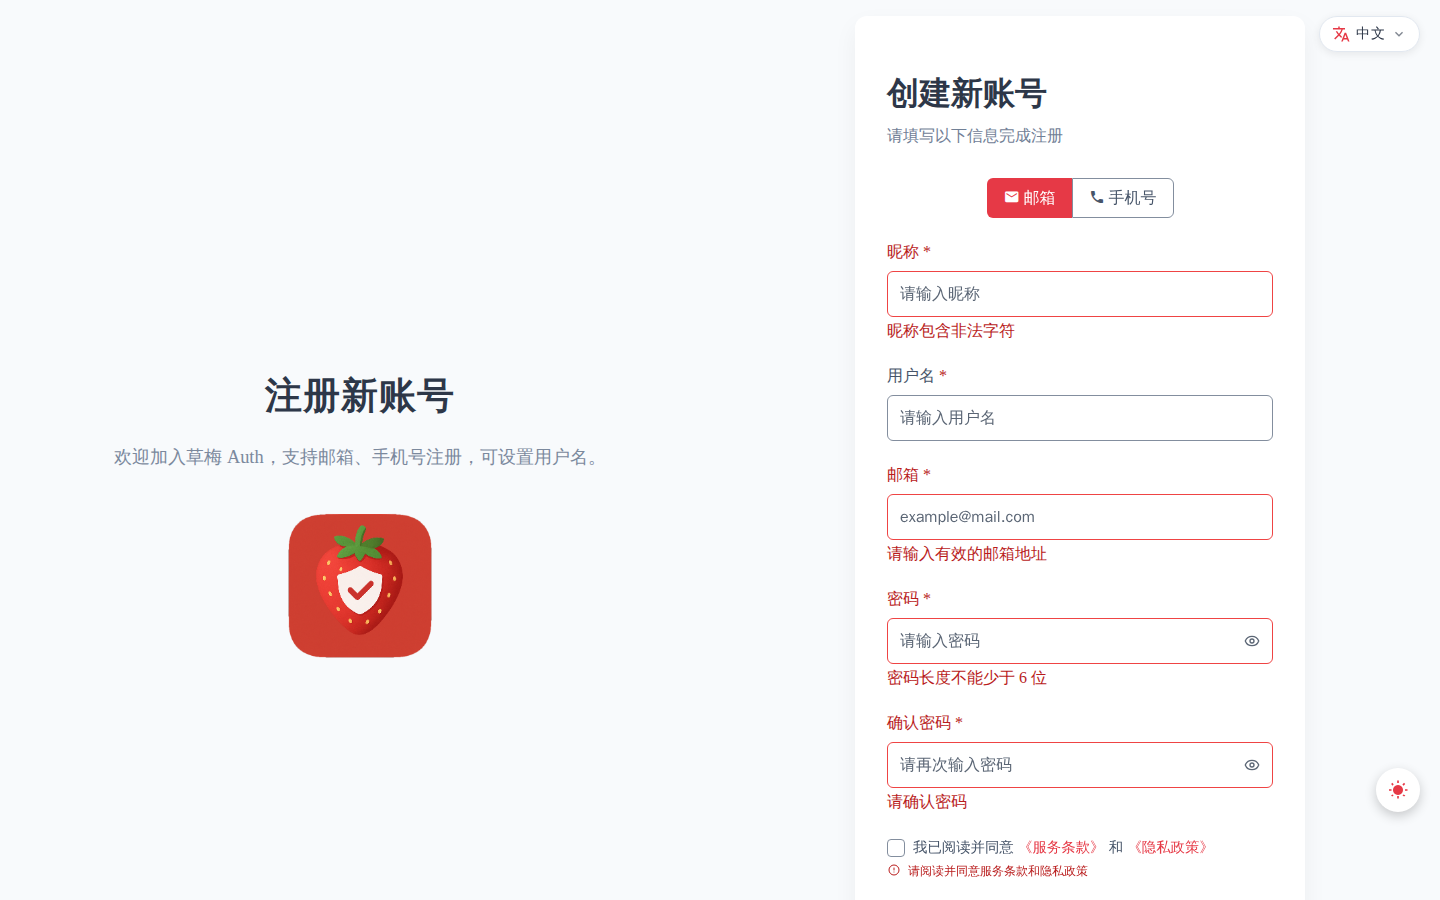 中文
注册新账号
欢迎加入草梅 Auth，支持邮箱、手机号注册，可设置用户名。
创建新账号
请填写以下信息完成注册
邮箱 手机号
昵称 *
请输入昵称
昵称包含非法字符
用户名 *
请输入用户名
邮箱 *
example@mail.com
请输入有效的邮箱地址
密码 *
请输入密码
密码长度不能少于 6 位
确认密码 *
请再次输入密码
请确认密码
我已阅读并同意 《服务条款》 和 《隐私政策》
请阅读并同意服务条款和隐私政策